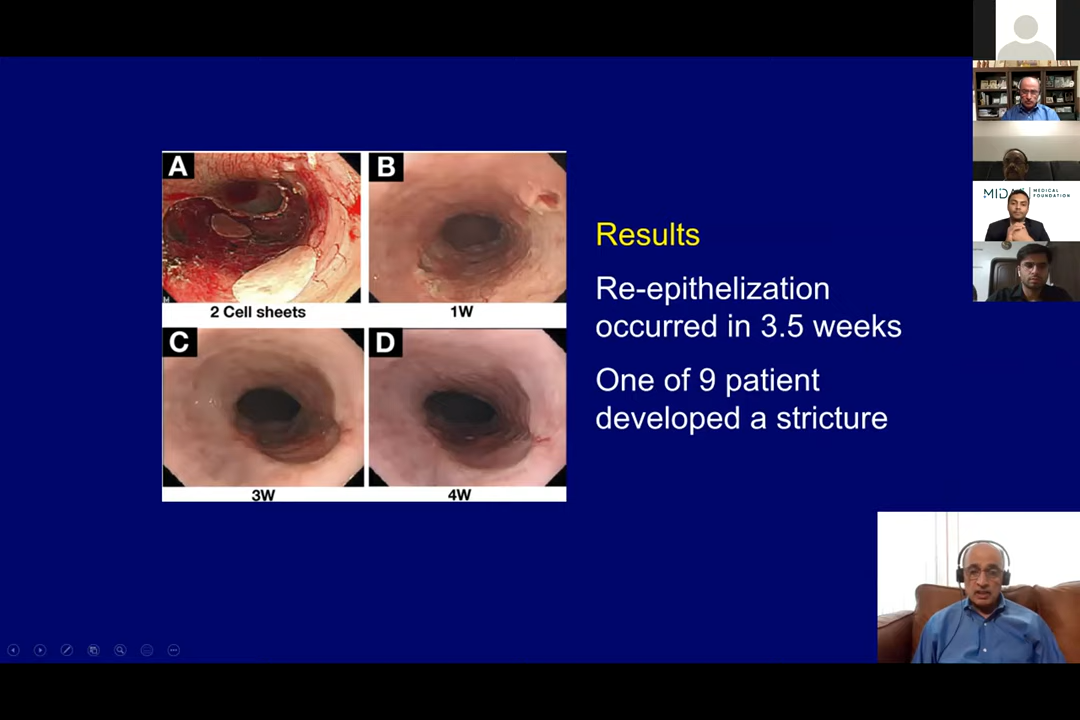 A
B
2 Cell sheets
1W
C
D
3W
4W
Results
Re-epithelization
occurred in 3.5 weeks
One of 9 patient
developed a stricture
MEDICAL
FOUNDATION